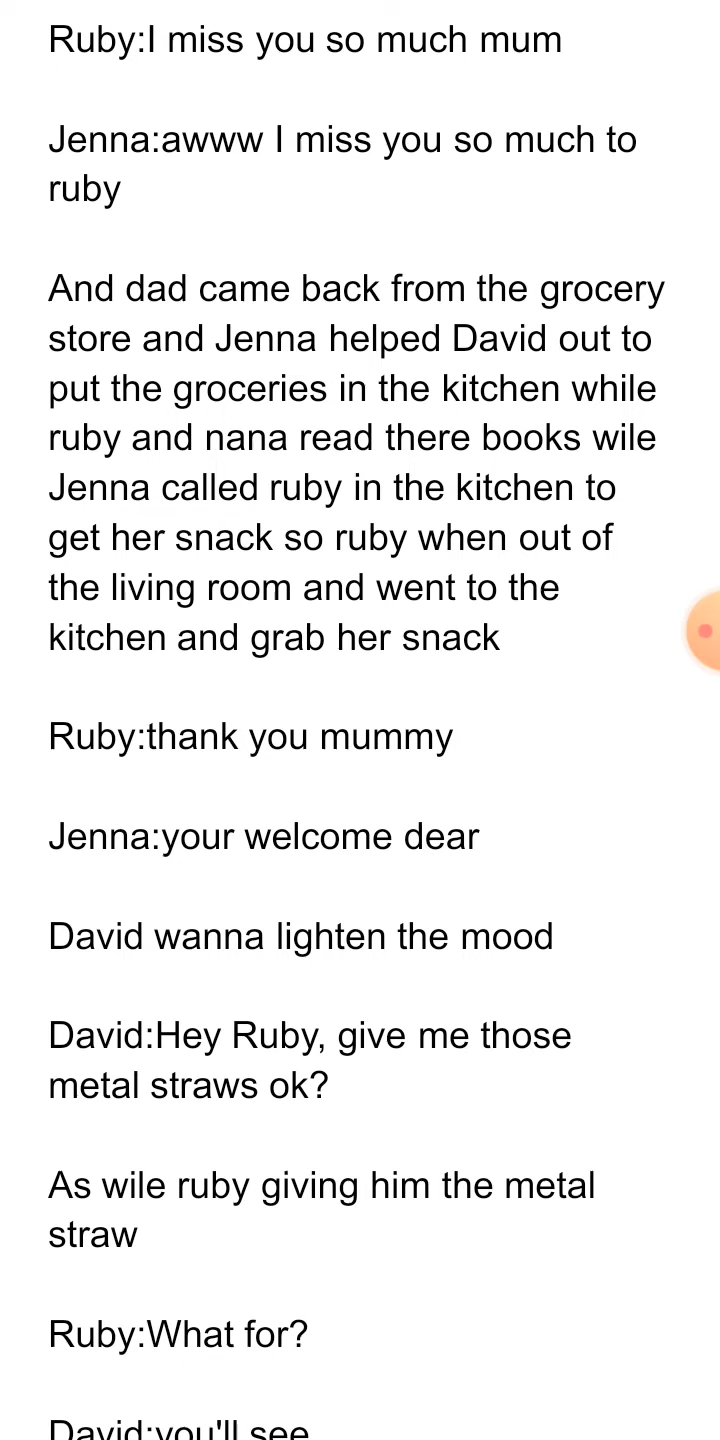 Ruby:I miss you so much mum
Jenna:awww I miss you so much to
ruby
And dad came back from the grocery
store and Jenna helped David out to
put the groceries in the kitchen while
ruby and nana read there books wile
Jenna called ruby in the kitchen to
get her snack so ruby when out of
the living room and went to the
kitchen and grab her snack
Ruby:thank you mummy
Jenna:your welcome dear
David wanna lighten the mood
David:Hey Ruby, give me those
metal straws ok?
As wile ruby giving him the metal
straw
Ruby:What for?
David:you'll see